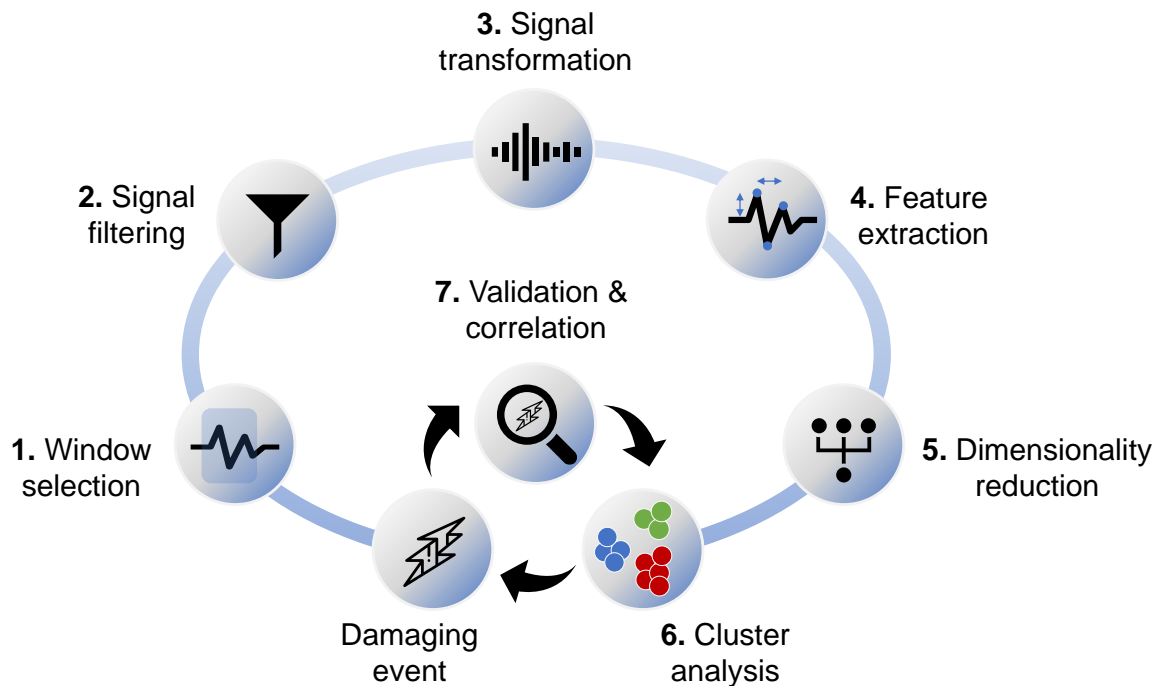 3. Signal
transformation
2. Signal
filtering
4. Feature
extraction
7. Validation &
correlation
1. Window
selection
5. Dimensionality
reduction
Damaging
event
6. Cluster
analysis